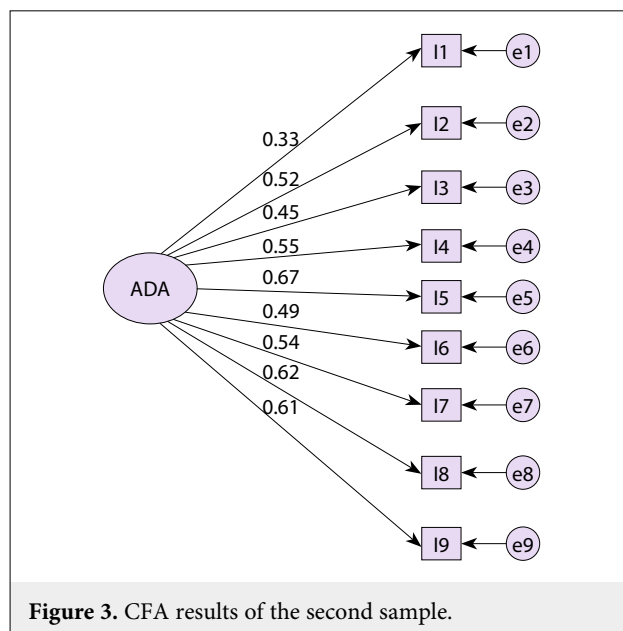 I1 e1
0.33
I2 e2
0.52
I3 e3
0.45
I4 e4
0.55
ADA
0.67
I5 e5
0.49
I6 e6
0.54
I7 e7
0.62
0.61
I8 e8
I9 e9
Figure 3. CFA results of the second sample.